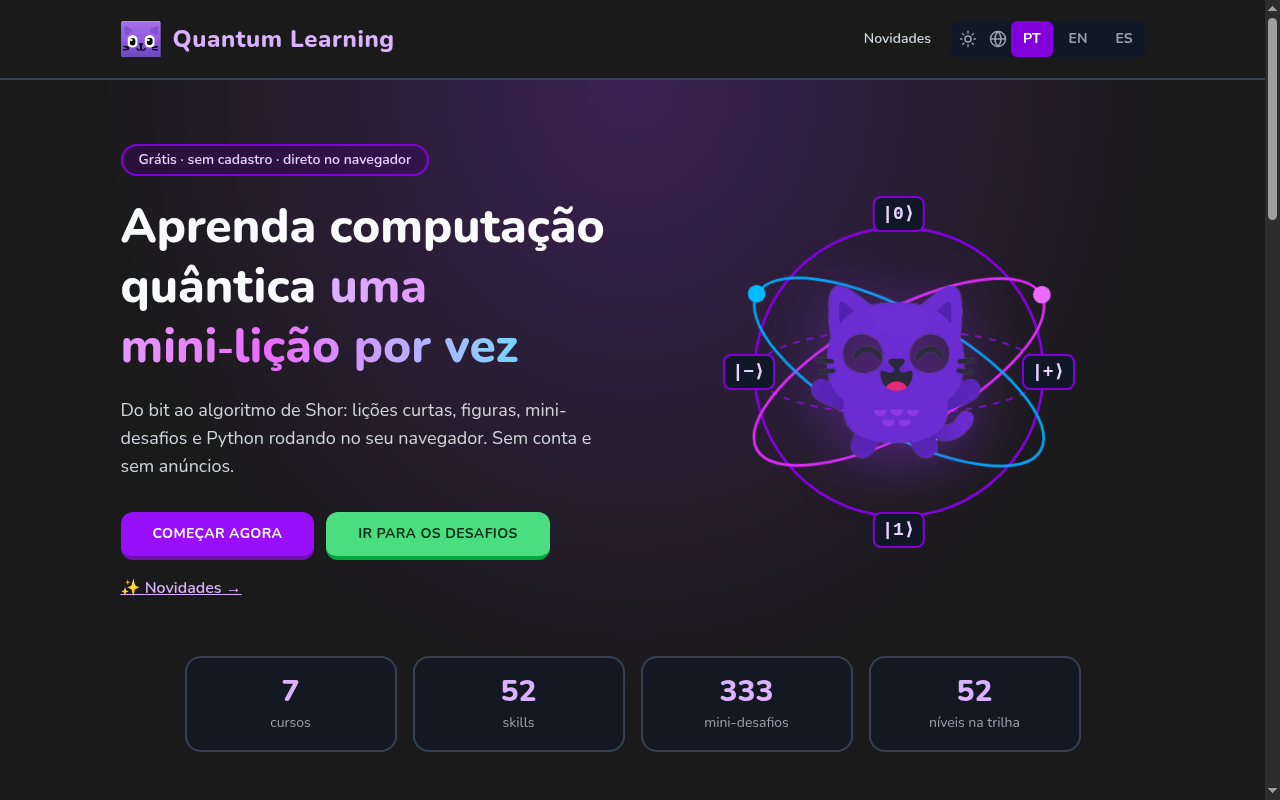 Quantum Learning
Novidades
PT
EN
ES
Grátis · sem cadastro · direto no navegador
Aprenda computação
quântica uma
mini-lição por vez
Do bit ao algoritmo de Shor: lições curtas, figuras, mini-
desafios e Python rodando no seu navegador. Sem conta e
sem anúncios.
COMEÇAR AGORA
IR PARA OS DESAFIOS
✨ Novidades →
|0⟩
|−⟩
|+⟩
|1⟩
7
cursos
52
skills
333
mini-desafios
52
níveis na trilha